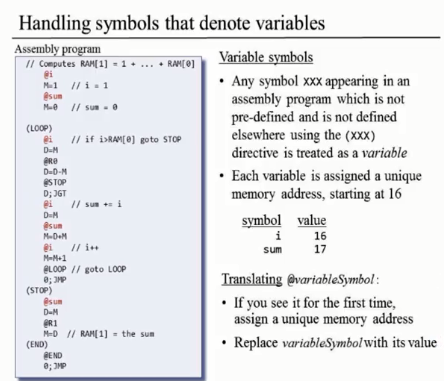 Handling symbols that denote variables
Assembly program
// Computes RAM[1] = 1 + ... + RAM[0]
@i
M=1 // i = 1
@sum
M=0 // sum = 0
(LOOP)
@i // if i>RAM[0] goto STOP
D=M
@R0
D=D-M
@STOP
D;JGT
@i // sum += i
D=M
@sum
M=D+M
@i // i++
M=M+1
@LOOP // goto LOOP
0;JMP
(STOP)
@sum
D=M
@R1
M=D // RAM[1] = the sum
(END)
@END
0;JMP
Variable symbols
• Any symbol xxx appearing in an
assembly program which is not
pre-defined and is not defined
elsewhere using the (xxx)
directive is treated as a variable
• Each variable is assigned a unique
memory address, starting at 16
symbol value
i 16
sum 17
Translating @variableSymbol :
• If you see it for the first time,
assign a unique memory address
• Replace variableSymbol with its value